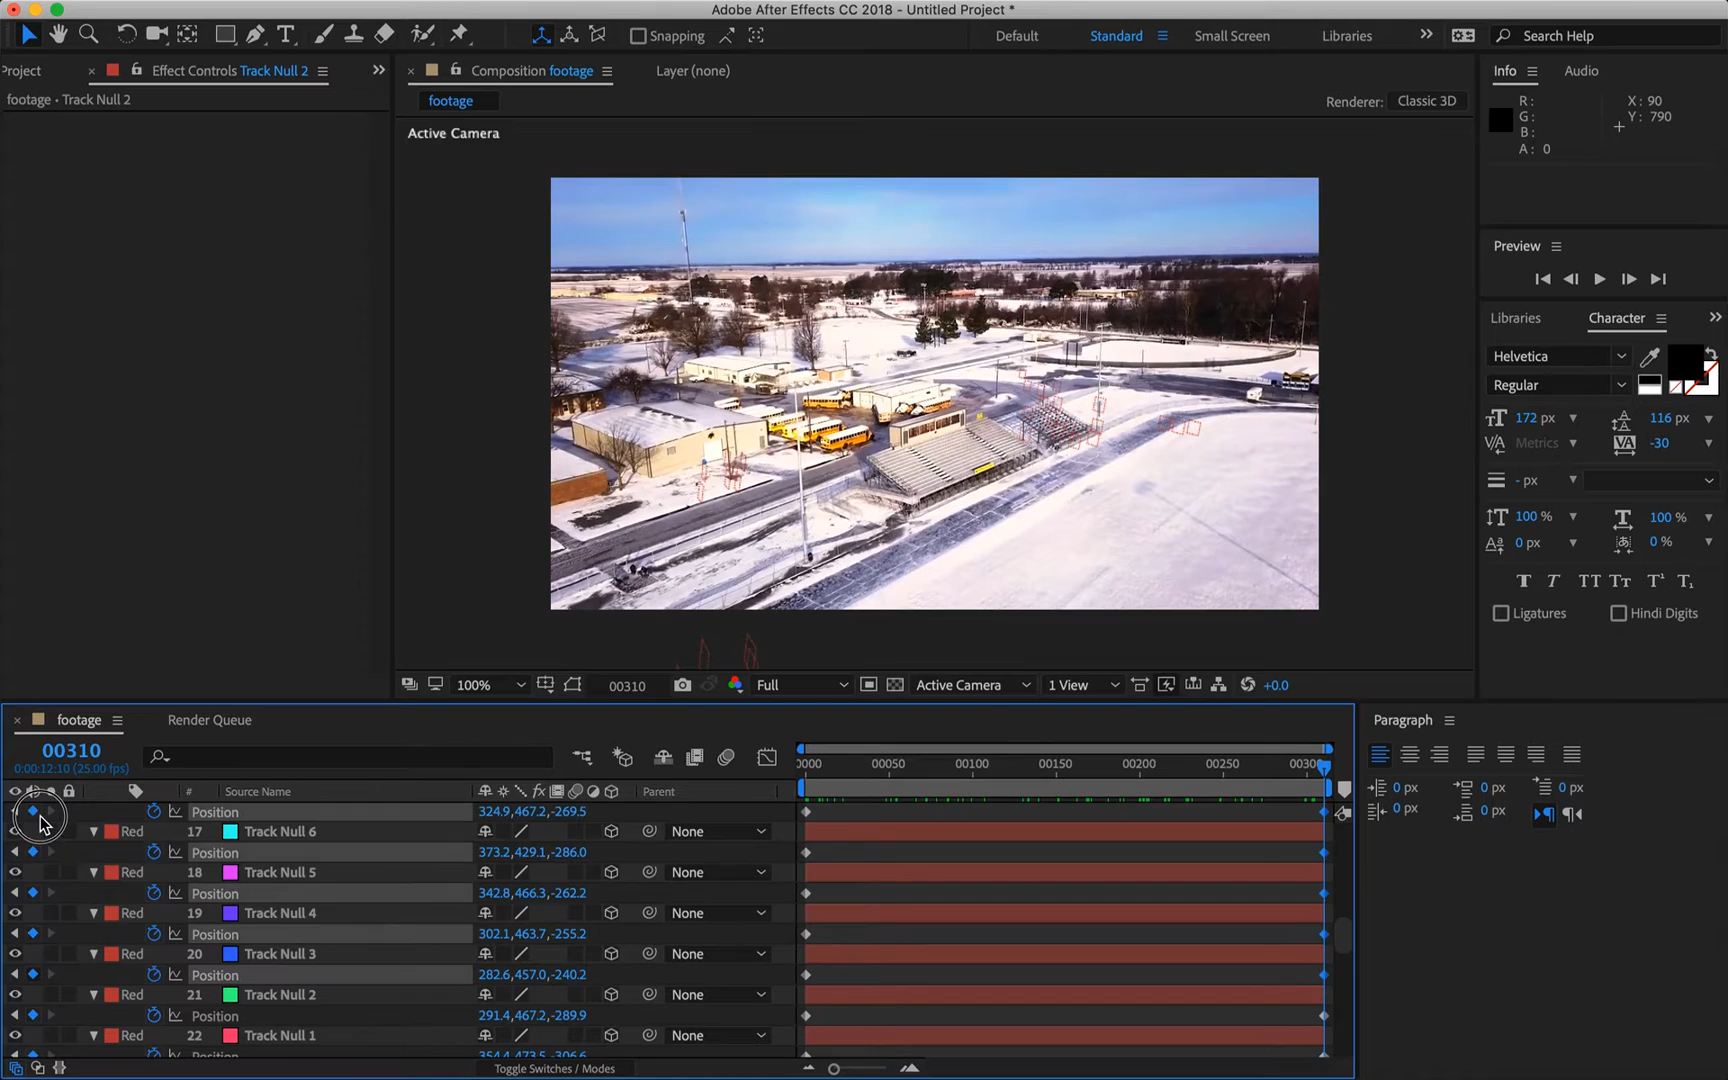 Adobe After Effects CC 2018 - Untitled Project *
Snapping
Default
Standard
Small Screen
Libraries
Search Help
Project
Effect Controls Track Null 2
footage • Track Null 2
Composition footage
Layer (none)
footage
Renderer: Classic 3D
Active Camera
Info
Audio
R:
G:
B:
A: 0
X: 90
Y: 790
Preview
Libraries
Character
Helvetica
Regular
172 px
116 px
Metrics
-30
- px
100 %
100 %
0 px
0 %
Ligatures
Hindi Digits
100%
00310
Full
Active Camera
1 View
+0.0
footage
Render Queue
00310
0:00:12:10 (25.00 fps)
0000 00050 00100 00150 00200 00250 0030
# Source Name Parent
Position 324.9,467.2,-269.5
Red 17 Track Null 6 None
Position 373.2,429.1,-286.0
Red 18 Track Null 5 None
Position 342.8,466.3,-262.2
Red 19 Track Null 4 None
Position 302.1,463.7,-255.2
Red 20 Track Null 3 None
Position 282.6,457.0,-240.2
Red 21 Track Null 2 None
Position 291.4,467.2,-289.9
Red 22 Track Null 1 None
Position 354.4,473.5,-306.6
Toggle Switches / Modes
Paragraph
0 px 0 px 0 px
0 px 0 px